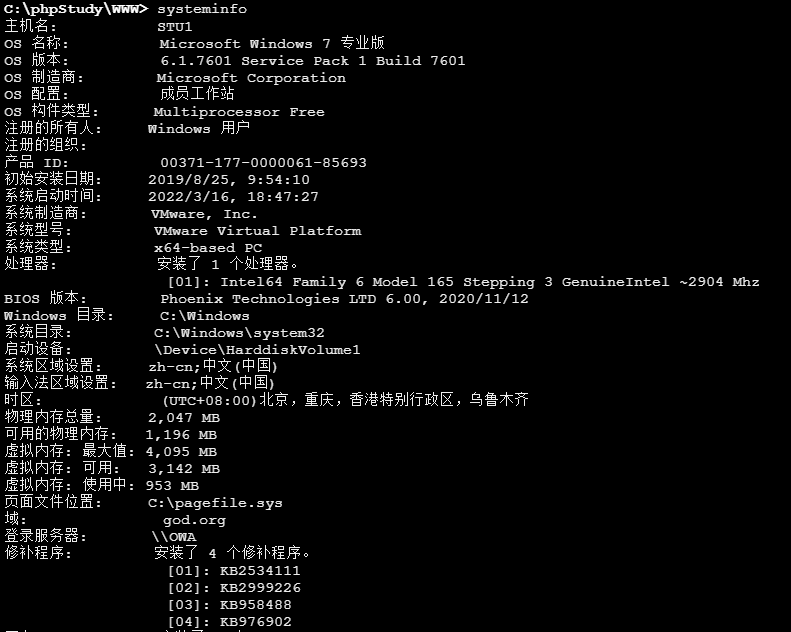 C:\phpStudy\WWW> systeminfo
主机名: STU1
OS 名称: Microsoft Windows 7 专业版
OS 版本: 6.1.7601 Service Pack 1 Build 7601
OS 制造商: Microsoft Corporation
OS 配置: 成员工作站
OS 构件类型: Multiprocessor Free
注册的所有人: Windows 用户
注册的组织:
产品 ID: 00371-177-0000061-85693
初始安装日期: 2019/8/25, 9:54:10
系统启动时间: 2022/3/16, 18:47:27
系统制造商: VMware, Inc.
系统型号: VMware Virtual Platform
系统类型: x64-based PC
处理器: 安装了 1 个处理器。
[01]: Intel64 Family 6 Model 165 Stepping 3 GenuineIntel ~2904 Mhz
BIOS 版本: Phoenix Technologies LTD 6.00, 2020/11/12
Windows 目录: C:\Windows
系统目录: C:\Windows\system32
启动设备: \Device\HarddiskVolume1
系统区域设置: zh-cn;中文(中国)
输入法区域设置: zh-cn;中文(中国)
时区: (UTC+08:00)北京，重庆，香港特别行政区，乌鲁木齐
物理内存总量: 2,047 MB
可用的物理内存: 1,196 MB
虚拟内存: 最大值: 4,095 MB
虚拟内存: 可用: 3,142 MB
虚拟内存: 使用中: 953 MB
页面文件位置: C:\pagefile.sys
域: god.org
登录服务器: \\OWA
修补程序: 安装了 4 个修补程序。
[01]: KB2534111
[02]: KB2999226
[03]: KB958488
[04]: KB976902